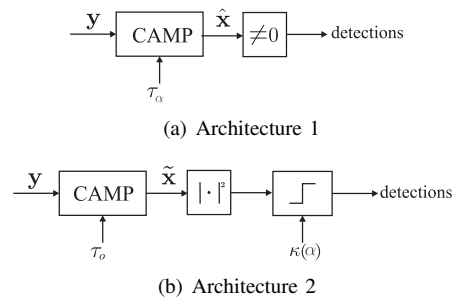 y CAMP x̂ ≠0 detections
τ_α
(a) Architecture 1
y CAMP x̃ |·|² detections
τ_o κ(α)
(b) Architecture 2